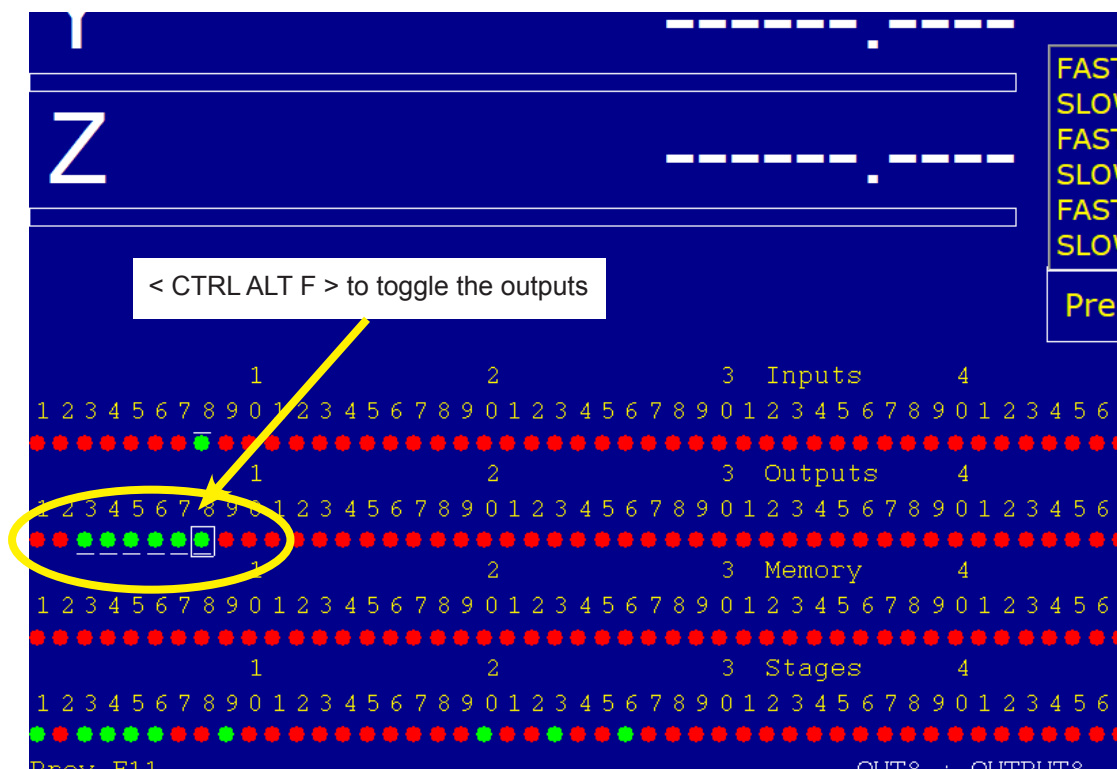 Y ------.----
Z ------.----
FAST
SLOW
FAST
SLOW
FAST
SLOW
Pre
< CTRL ALT F > to toggle the outputs
1 2 3 Inputs 4
1 2 3 4 5 6 7 8 9 0 1 2 3 4 5 6 7 8 9 0 1 2 3 4 5 6 7 8 9 0 1 2 3 4 5 6 7 8 9 0 1 2 3 4 5 6
1 2 3 Outputs 4
1 2 3 4 5 6 7 8 9 0 1 2 3 4 5 6 7 8 9 0 1 2 3 4 5 6 7 8 9 0 1 2 3 4 5 6 7 8 9 0 1 2 3 4 5 6
1 2 3 Memory 4
1 2 3 4 5 6 7 8 9 0 1 2 3 4 5 6 7 8 9 0 1 2 3 4 5 6 7 8 9 0 1 2 3 4 5 6 7 8 9 0 1 2 3 4 5 6
1 2 3 Stages 4
1 2 3 4 5 6 7 8 9 0 1 2 3 4 5 6 7 8 9 0 1 2 3 4 5 6 7 8 9 0 1 2 3 4 5 6 7 8 9 0 1 2 3 4 5 6
Prev F11 OUT8 : OUTPUT8